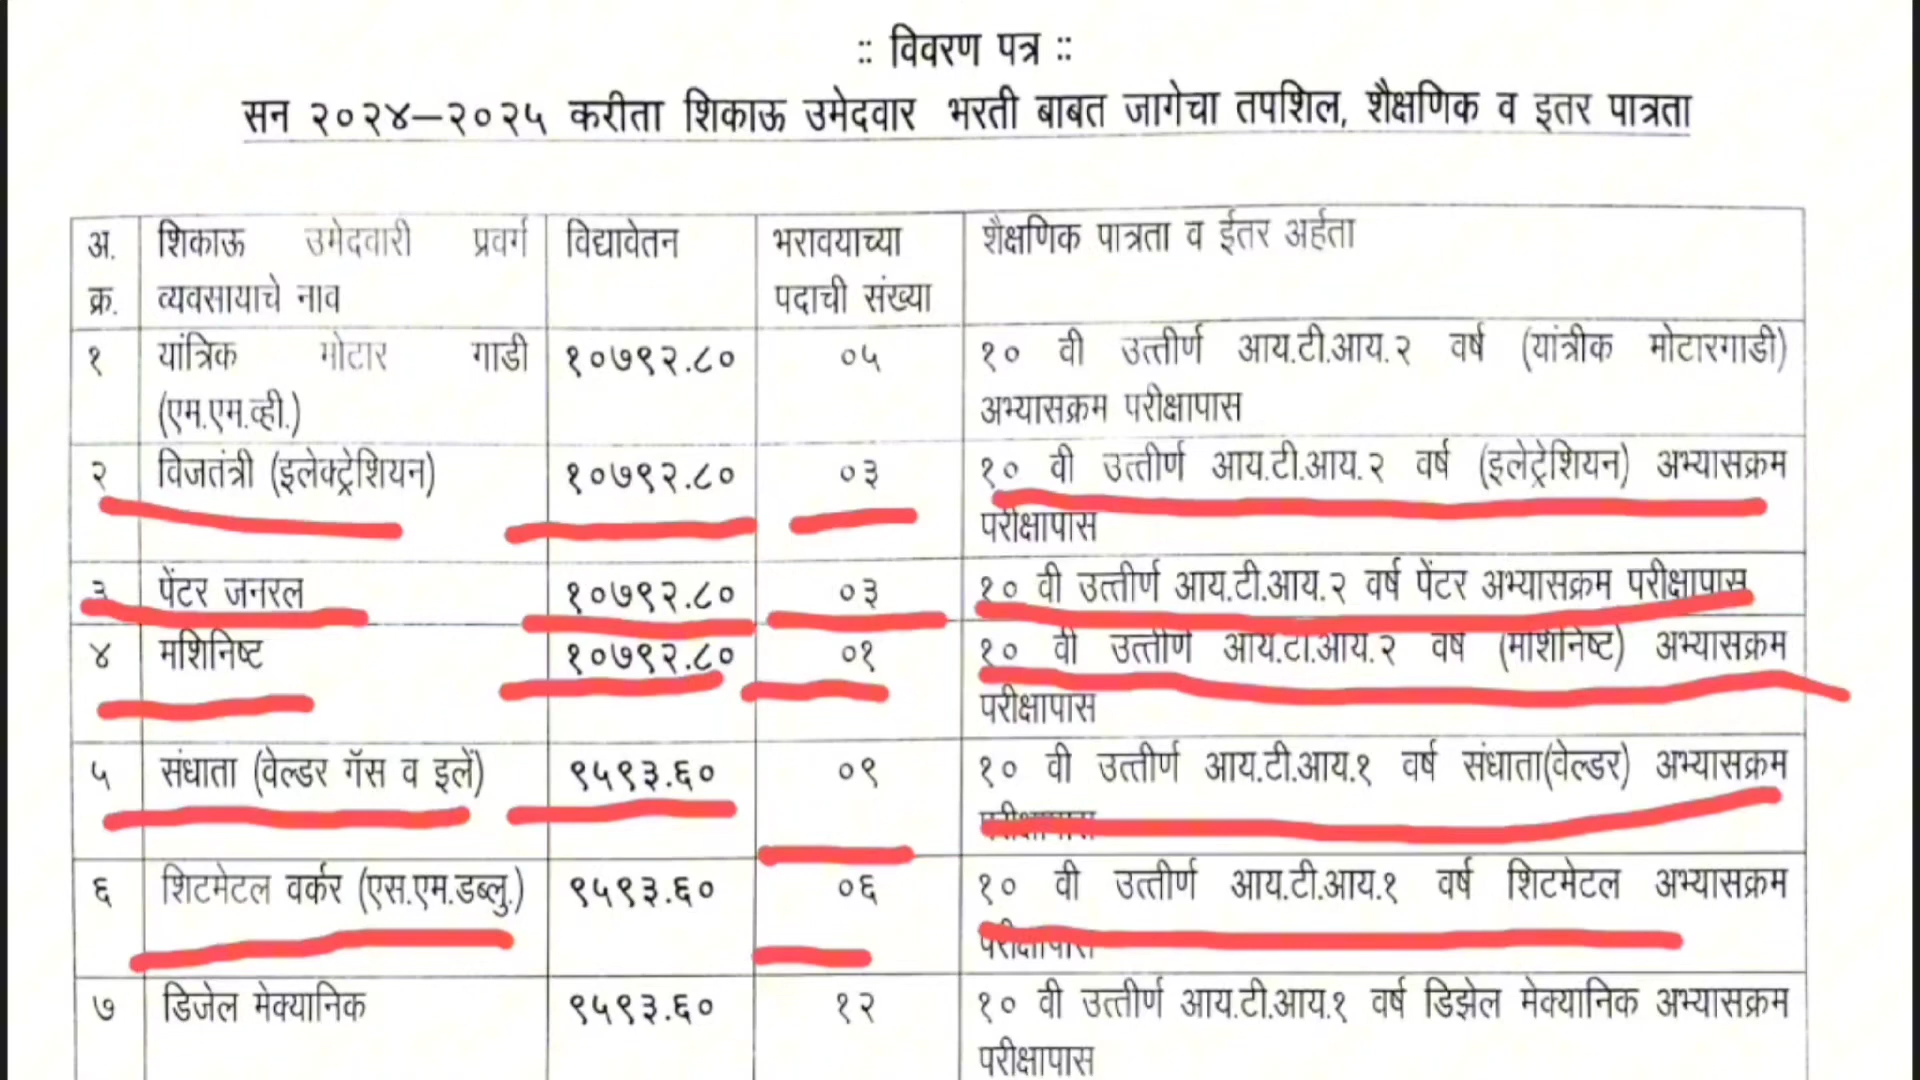 :: विवरण पत्र ::
सन २०२४–२०२५ करीता शिकाऊ उमेदवार भरती बाबत जागेचा तपशिल, शैक्षणिक व इतर पात्रता
अ. क्र. शिकाऊ उमेदवारी प्रवर्ग व्यवसायाचे नाव विद्यावेतन भरावयाच्या पदाची संख्या शैक्षणिक पात्रता व ईतर अर्हता
१ यांत्रिक मोटार गाडी १०७९२.८० ०५ १० वी उत्तीर्ण आय.टी.आय.२ वर्ष (यांत्रीक मोटारगाडी)
(एम.एम.व्ही.) अभ्यासक्रम परीक्षापास
२ विजतंत्री (इलेक्ट्रेशियन) १०७९२.८० ०३ १० वी उत्तीर्ण आय.टी.आय.२ वर्ष (इलेट्रेशियन) अभ्यासक्रम
परीक्षापास
३ पेंटर जनरल १०७९२.८० ०३ १० वी उत्तीर्ण आय.टी.आय.२ वर्ष पेंटर अभ्यासक्रम परीक्षापास
४ मशिनिष्ट १०७९२.८० ०१ १० वी उत्तीर्ण आय.टी.आय.२ वर्ष (मशिनिष्ट) अभ्यासक्रम
परीक्षापास
५ संधाता (वेल्डर गॅस व इलें) ९५९३.६० ०९ १० वी उत्तीर्ण आय.टी.आय.१ वर्ष संधाता(वेल्डर) अभ्यासक्रम
परीक्षापास
६ शिटमेटल वर्कर (एस.एम.डब्लु.) ९५९३.६० ०६ १० वी उत्तीर्ण आय.टी.आय.१ वर्ष शिटमेटल अभ्यासक्रम
परीक्षापास
७ डिजेल मेक्यानिक ९५९३.६० १२ १० वी उत्तीर्ण आय.टी.आय.१ वर्ष डिझेल मेक्यानिक अभ्यासक्रम
परीक्षापास